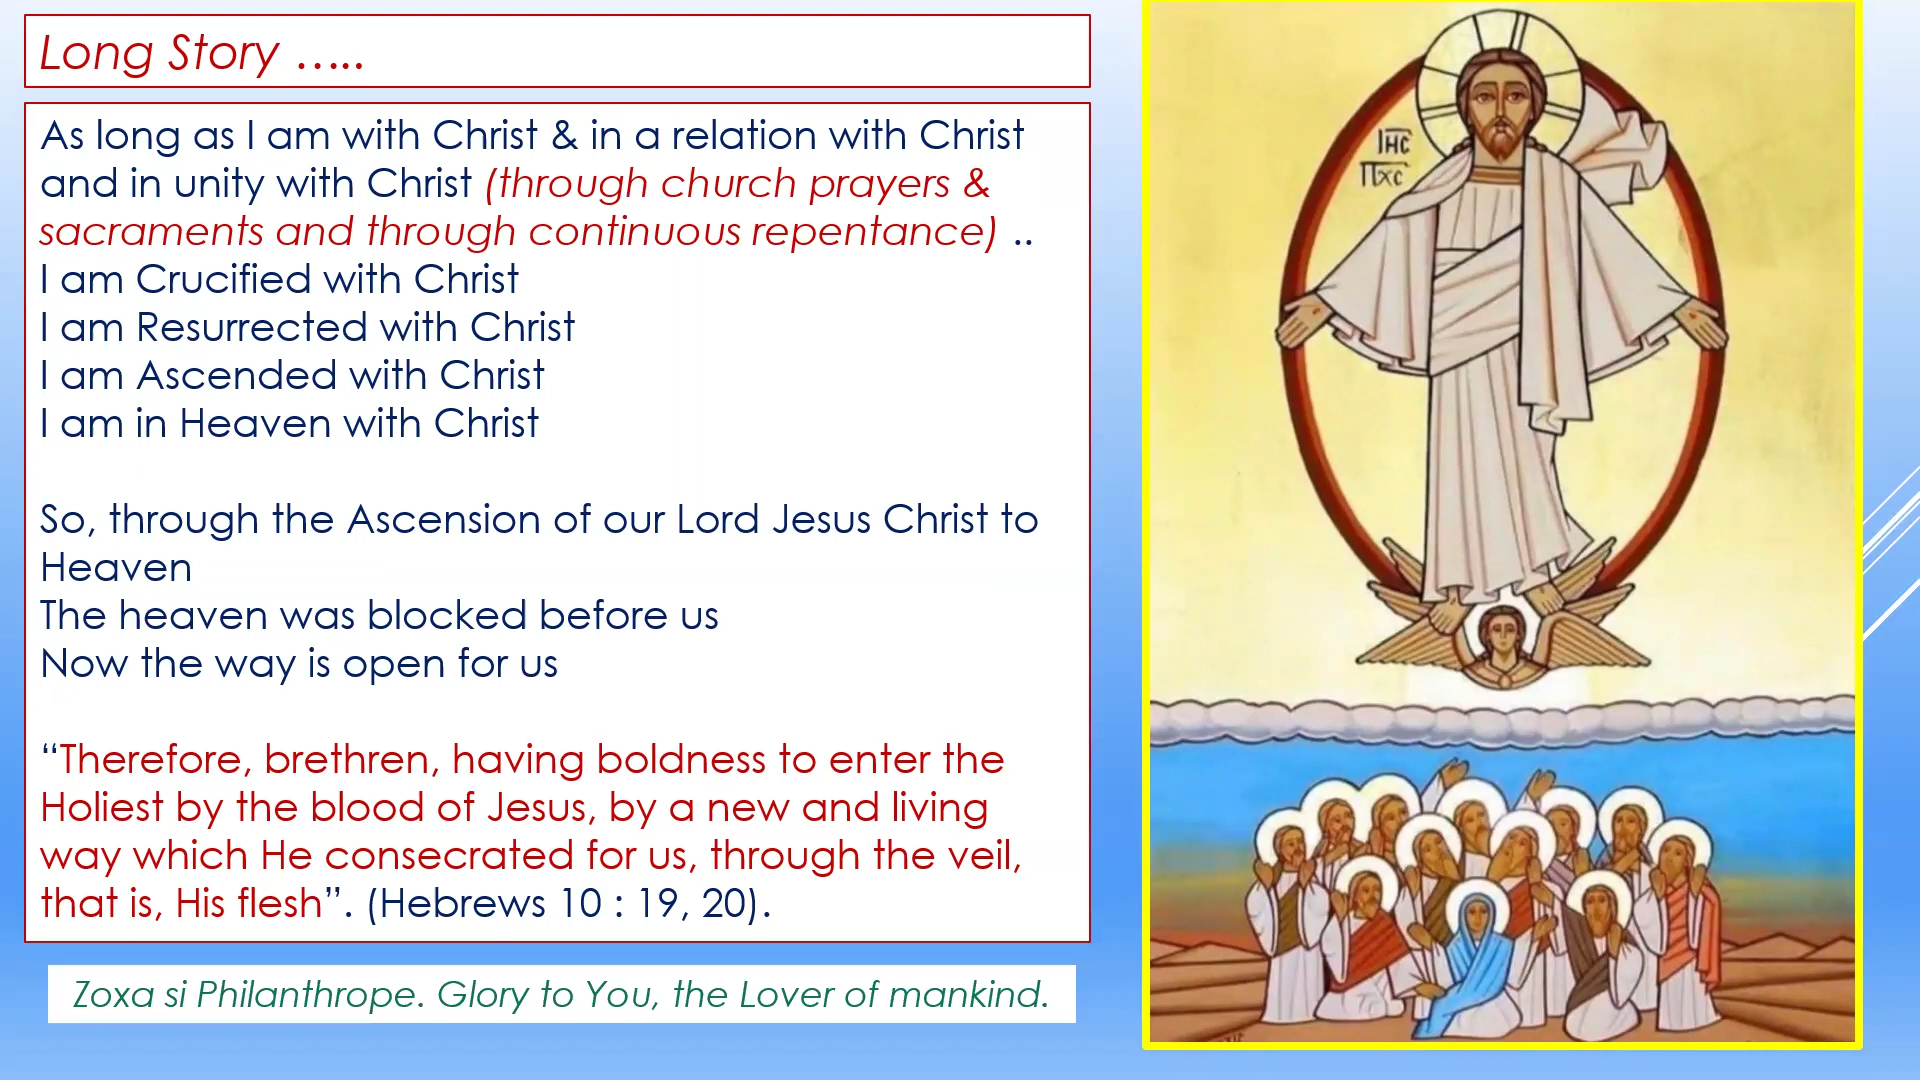 Long Story …..
As long as I am with Christ & in a relation with Christ
and in unity with Christ (through church prayers &
sacraments and through continuous repentance) ..
I am Crucified with Christ
I am Resurrected with Christ
I am Ascended with Christ
I am in Heaven with Christ
So, through the Ascension of our Lord Jesus Christ to
Heaven
The heaven was blocked before us
Now the way is open for us
“Therefore, brethren, having boldness to enter the
Holiest by the blood of Jesus, by a new and living
way which He consecrated for us, through the veil,
that is, His flesh”. (Hebrews 10 : 19, 20).
Zoxa si Philanthrope. Glory to You, the Lover of mankind.
ⲒⲎⲤ
ⲠⲬⲤ